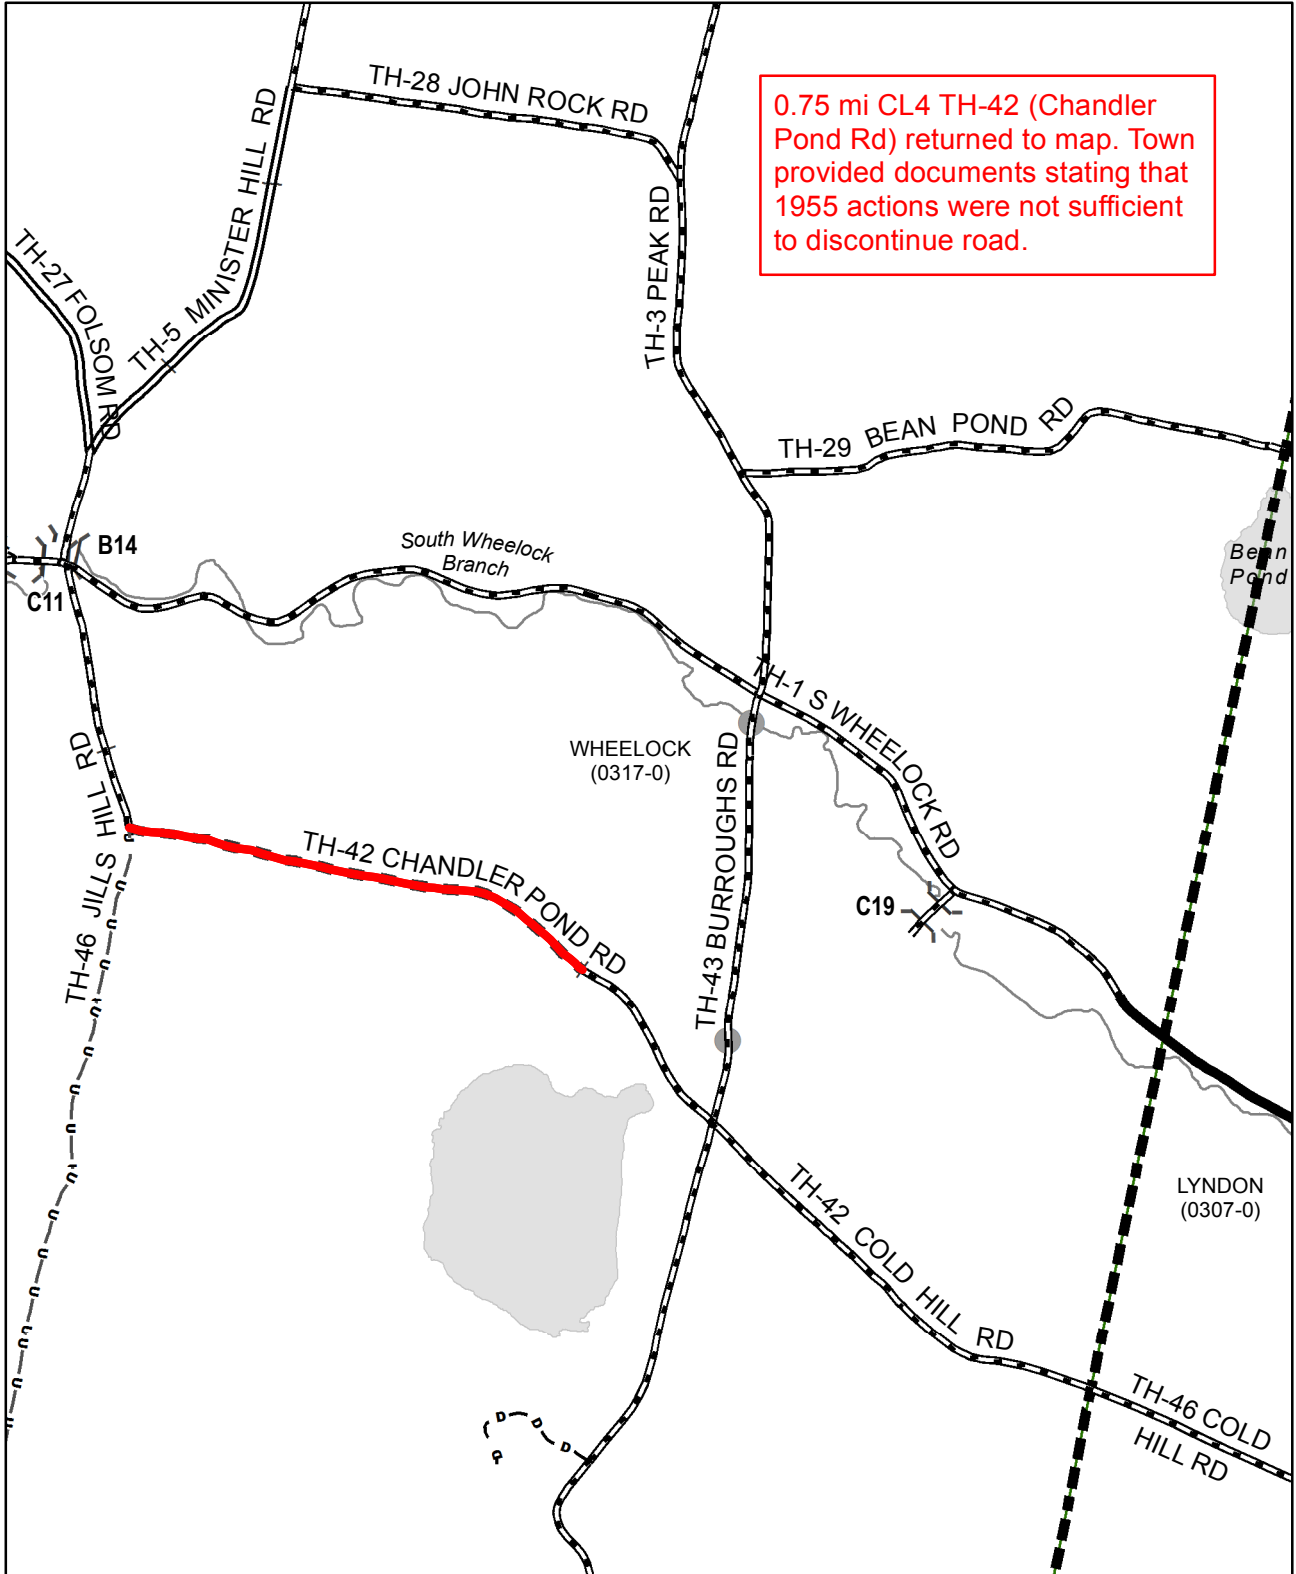 TH-28 JOHN ROCK RD
0.75 mi CL4 TH-42 (Chandler
Pond Rd) returned to map. Town
provided documents stating that
1955 actions were not sufficient
to discontinue road.
TH-5 MINISTER HILL RD
TH-27 FOLSOM RD
TH-3 PEAK RD
TH-29 BEAN POND RD
B14
C11
South Wheelock
Branch
Bean
Pond
TH-1 S WHEELOCK RD
WHEELOCK
(0317-0)
TH-43 BURROUGHS RD
TH-46 JILLS HILL RD
TH-42 CHANDLER POND RD
C19
LYNDON
(0307-0)
TH-42 COLD HILL RD
TH-46 COLD
HILL RD
D
D
D
D